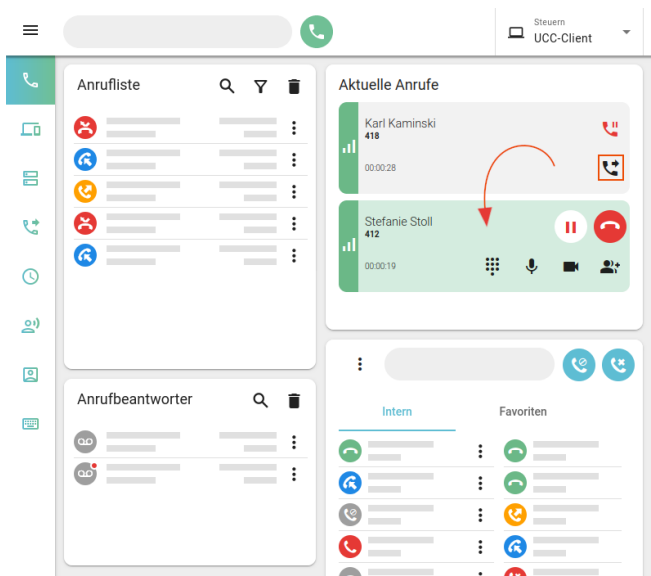 Steuern
UCC-Client
Anrufliste
Aktuelle Anrufe
Karl Kaminski
418
00:00:28
Stefanie Stoll
412
00:00:19
Anrufbeantworter
Intern
Favoriten